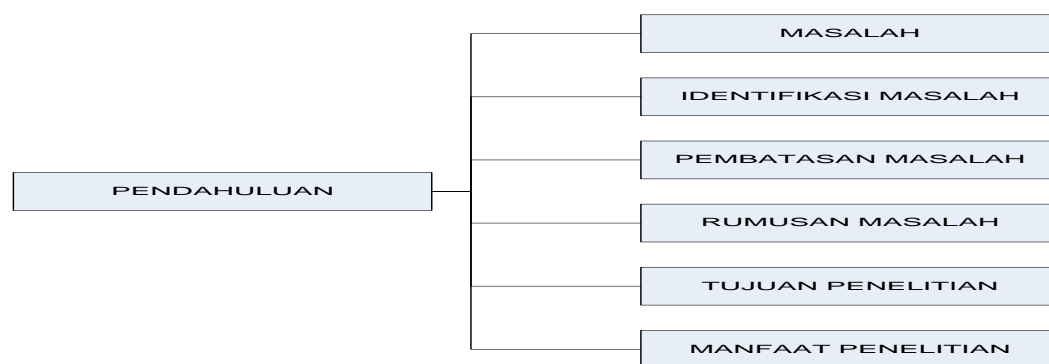 PENDAHULUAN
MASALAH
IDENTIFIKASI MASALAH
PEMBATASAN MASALAH
RUMUSAN MASALAH
TUJUAN PENELITIAN
MANFAAT PENELITIAN